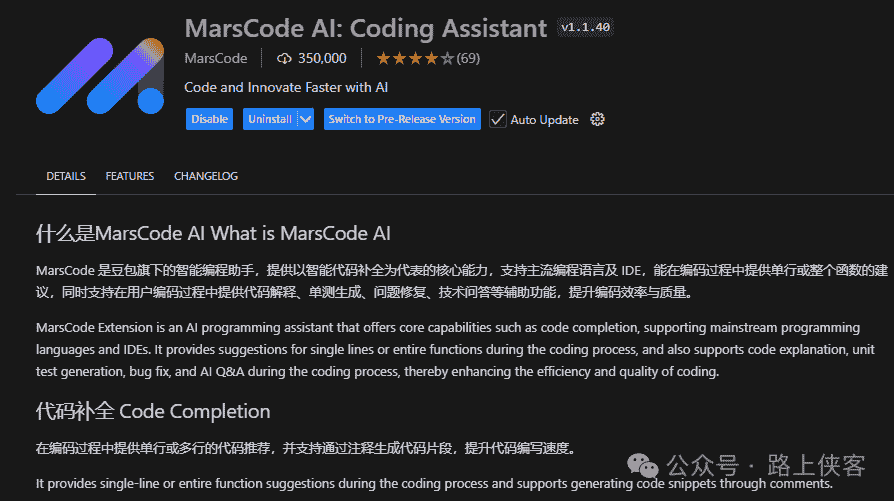 MarsCode AI: Coding Assistant v1.1.40
MarsCode 350,000 (69)
Code and Innovate Faster with AI
Disable Uninstall Switch to Pre-Release Version Auto Update
DETAILS FEATURES CHANGELOG
什么是MarsCode AI What is MarsCode AI
MarsCode 是豆包旗下的智能编程助手，提供以智能代码补全为代表的核心能力，支持主流编程语言及 IDE，能在编码过程中提供单行或整个函数的建
议，同时支持在用户编码过程中提供代码解释、单测生成、问题修复、技术问答等辅助功能，提升编码效率与质量。
MarsCode Extension is an AI programming assistant that offers core capabilities such as code completion, supporting mainstream programming
languages and IDEs. It provides suggestions for single lines or entire functions during the coding process, and also supports code explanation, unit
test generation, bug fix, and AI Q&A during the coding process, thereby enhancing the efficiency and quality of coding.
代码补全 Code Completion
在编码过程中提供单行或多行的代码推荐，并支持通过注释生成代码片段，提升代码编写速度。
公众号 · 路上侠客
It provides single-line or entire function suggestions during the coding process and supports generating code snippets through comments.